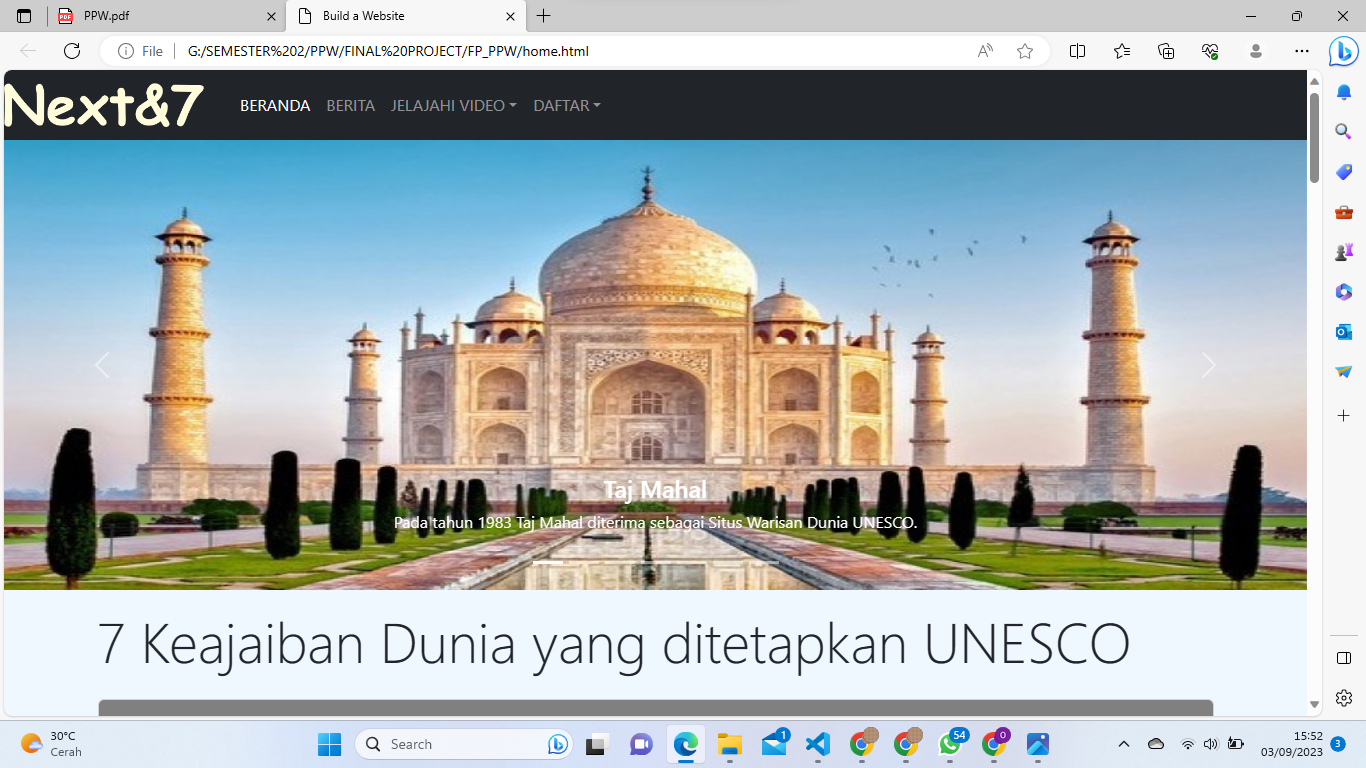 PWW.pdf
Build a Website
File
G:/SEMESTER%202/PPW/FINAL%20PROJECT/FP_PPW/home.html
Next&7
BERANDA
BERITA
JELAJAHI VIDEO
DAFTAR
Taj Mahal
Pada tahun 1983 Taj Mahal diterima sebagai Situs Warisan Dunia UNESCO.
7 Keajaiban Dunia yang ditetapkan UNESCO
30°C
Cerah
Search
1
54
0
15:52
03/09/2023
3